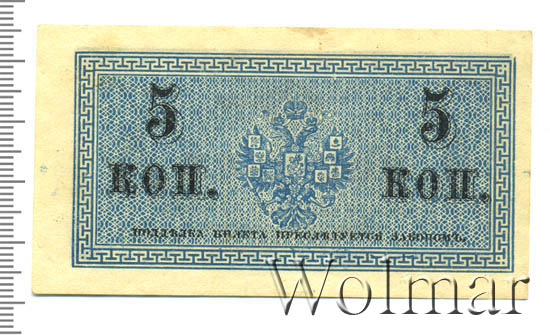 5 5
КОП. КОП.
ПОДДѢЛКА БИЛЕТА ПРЕСЛѢДУЕТСЯ ЗАКОНОМЪ.
Wolmar